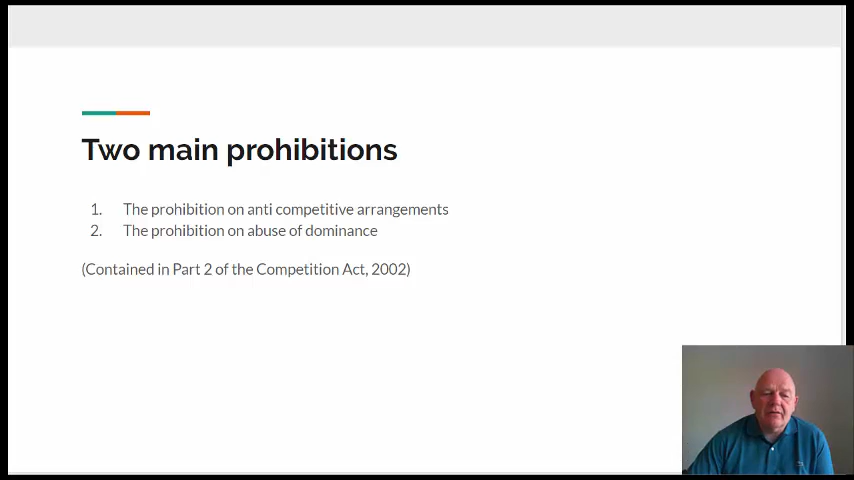 Two main prohibitions
1. The prohibition on anti competitive arrangements
2. The prohibition on abuse of dominance
(Contained in Part 2 of the Competition Act, 2002)